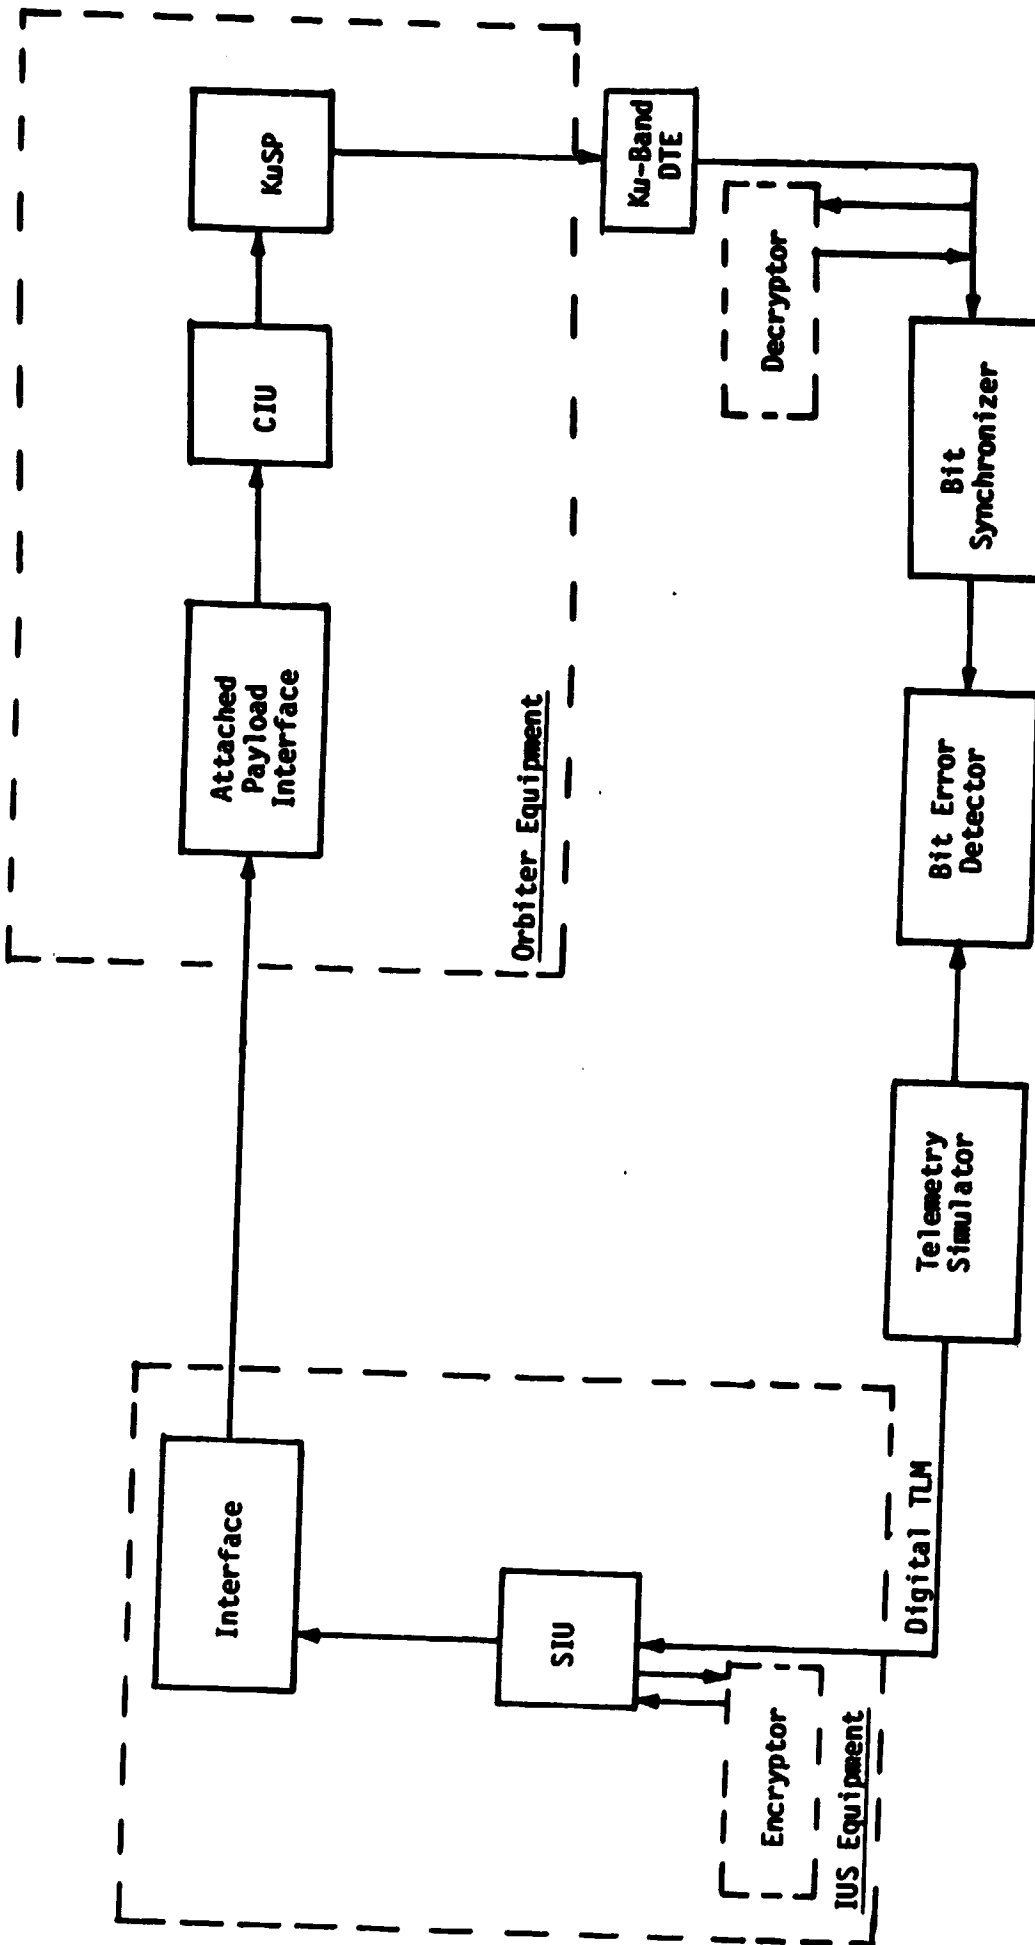 Interface
SIU
Encryptor
IUS Equipment
Digital TLM
Attached
Payload
Interface
CIU
KuSP
Orbiter Equipment
Ku-Band
DTE
Decryptor
Telemetry
Simulator
Bit Error
Detector
Bit
Synchronizer